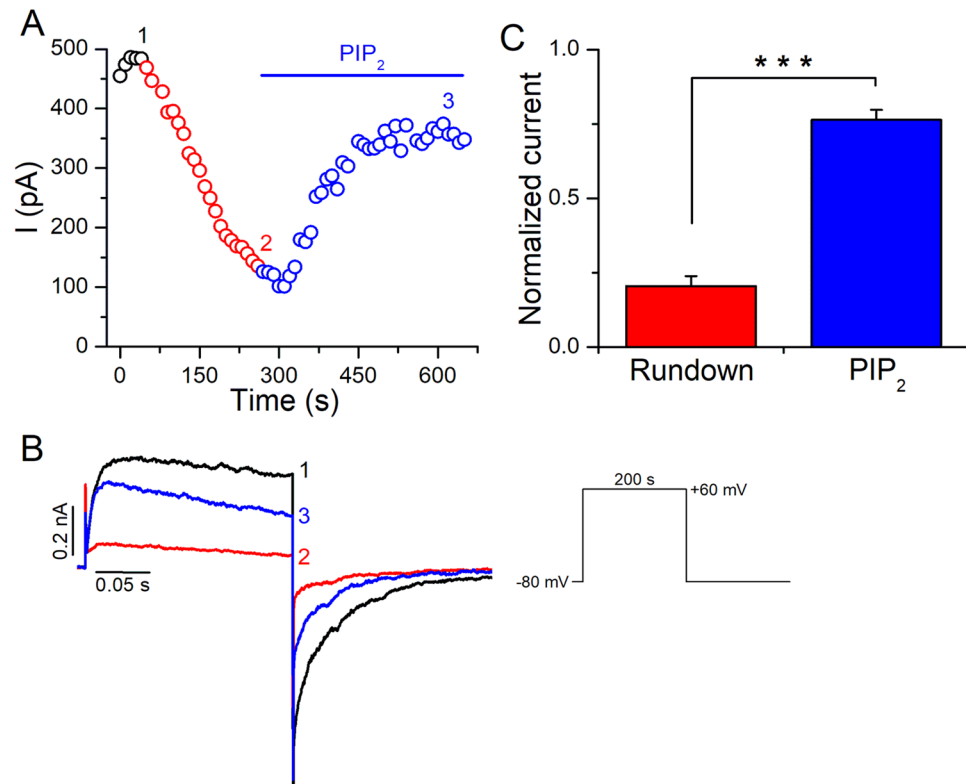 A
1
PIP2
500
400
300
200
100
0
I (pA)
2
3
0 150 300 450 600
Time (s)
C
1.0
0.5
0.0
Normalized current
* * *
Rundown PIP2
B
1
3
2
0.2 nA
0.05 s
200 s
+60 mV
-80 mV